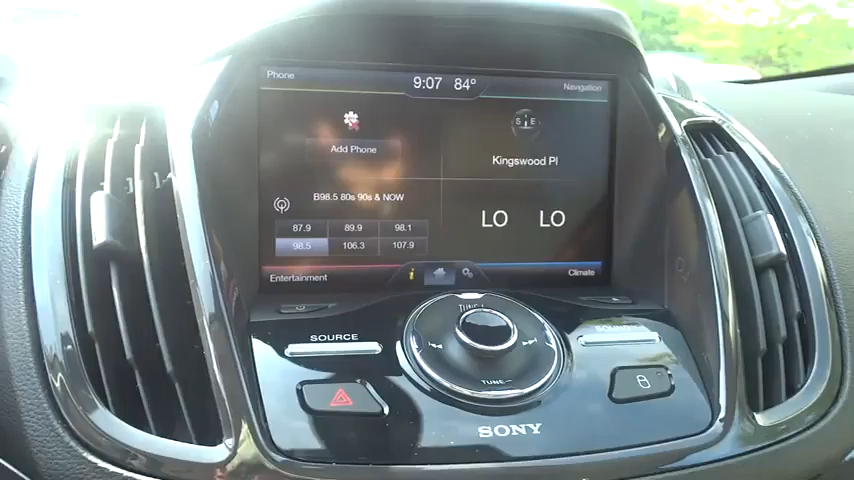 Phone
9:07 84°
Navigation
Add Phone
S E
Kingswood Pl
B98.5 80s 90s & NOW
87.9 89.9 98.1
98.5 106.3 107.9
LO LO
Entertainment
i
Climate
TUNE +
SOURCE
SOUND
TUNE –
SONY